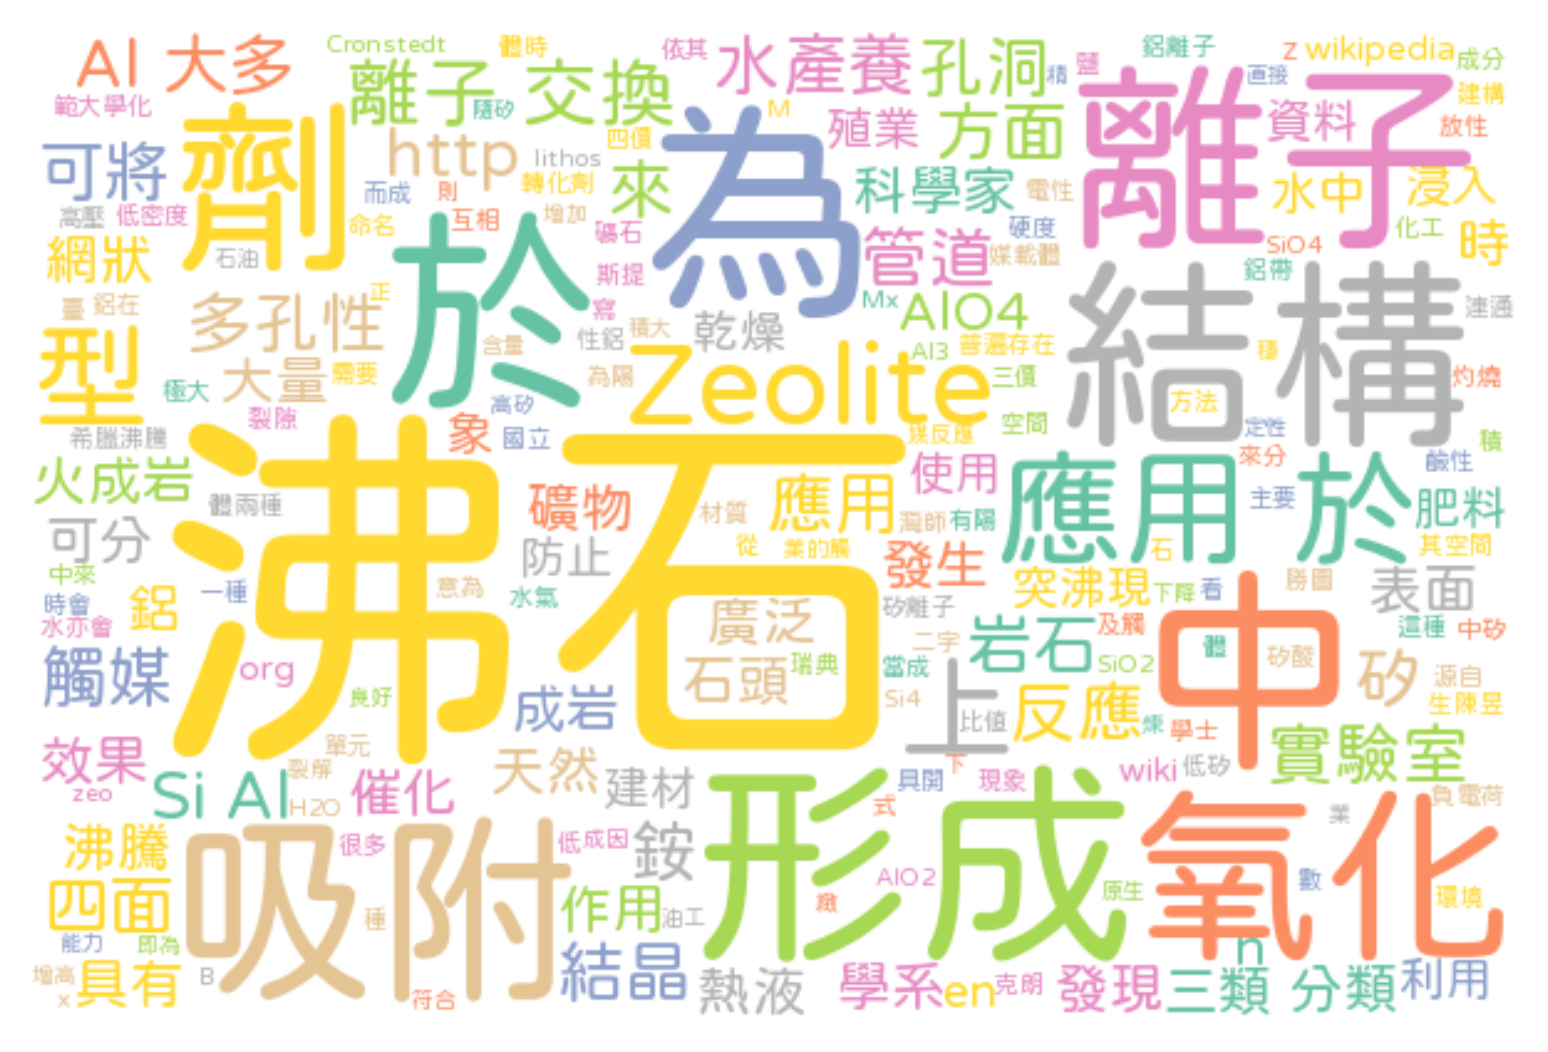 Al 大多
Cronstedt
體時
依其
水產養
孔洞
鋁離子
z wikipedia
成分
離子 交換
精
鹽
直接
建構
範大學化
隨矽
M
殖業
方面
離子
資料
放性
可將
劑
http
四價
lithos
轉化劑
為
來
科學家
電性
水中
浸入
而成
則
高壓
低密度
命名
互相
增加
礦石
硬度
化工
網狀
石油
於
斯提
管道
媒載體
SiO4
時
鋁帶
臺
鋁在
多孔性
正
寫
Mx
AlO4
結構
連通
型
性鋁
積大
乾燥
含量
Zeolite
Al3
普遍存在
穩
大量
需要
極大
為陽
三價
灼燒
方法
裂隙
高矽
希臘沸騰
象
國立
媒反應
空間
定性
積
沸石
火成岩
使用
應用於
來分
鹼性
體兩種
礦物
材質
應用
灣師
有陽
主要
肥料
可分
防止
從
業的觸
發生
石
其空間
中來
意為
突沸現
下降
看
勝圖
表面
時會
一種
鋁
水氣
廣泛
矽離子
中
水亦會
二字
岩石
及觸
這種
中矽
體
矽酸
觸媒
org
石頭
瑞典
當成
SiO2
矽
源自
良好
成岩
Si4
上
比值
反應
煉
學士
生陳昱
效果
單元
天然
下
實驗室
裂解
zeo
Si Al
H2O
催化
建材
具開
現象
wiki
低矽
負電荷
吸附
形成
式
氧化
業
沸騰
很多
低
成因
銨
四面
AlO2
原生
數
種
作用
油工
緻
環境
能力
即為
n
增高
x
具有
B
符合
結晶
熱液
學系
en
克朗
發現
三類
分類
利用